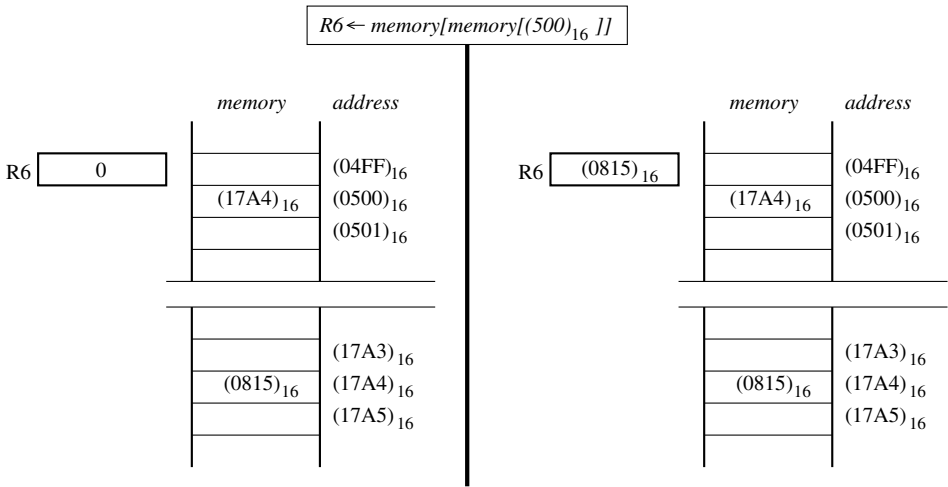 R6 ← memory[memory[(500)16 ]]
memory address
R6 0 (04FF)16
(17A4)16 (0500)16
(0501)16
(17A3)16
(0815)16 (17A4)16
(17A5)16
memory address
R6 (0815)16 (04FF)16
(17A4)16 (0500)16
(0501)16
(17A3)16
(0815)16 (17A4)16
(17A5)16